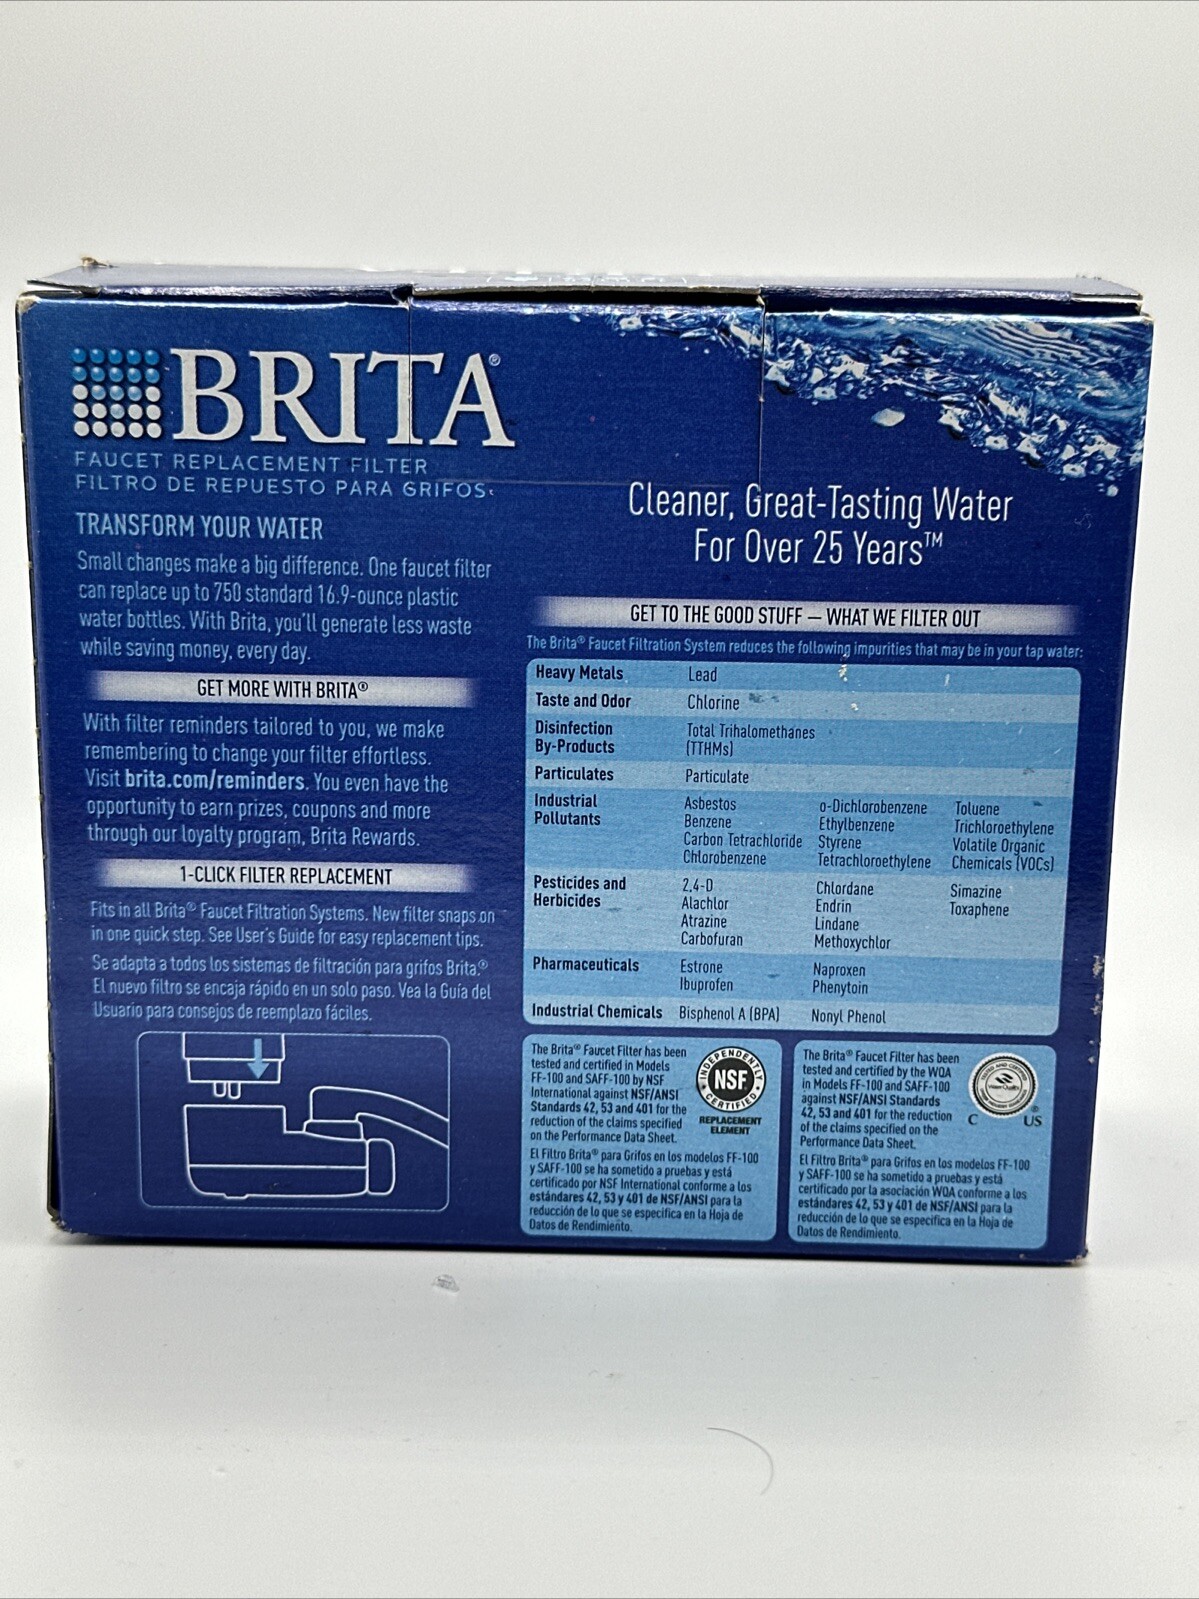 BRITA®
FAUCET REPLACEMENT FILTER
FILTRO DE REPUESTO PARA GRIFOS
TRANSFORM YOUR WATER
Small changes make a big difference. One faucet filter
can replace up to 750 standard 16.9-ounce plastic
water bottles. With Brita, you'll generate less waste
while saving money, every day.
GET MORE WITH BRITA®
With filter reminders tailored to you, we make
remembering to change your filter effortless.
Visit brita.com/reminders. You even have the
opportunity to earn prizes, coupons and more
through our loyalty program, Brita Rewards.
1-CLICK FILTER REPLACEMENT
Fits in all Brita® Faucet Filtration Systems. New filter snaps on
in one quick step. See User's Guide for easy replacement tips.
Se adapta a todos los sistemas de filtración para grifos Brita.®
El nuevo filtro se encaja rápido en un solo paso. Vea la Guía del
Usuario para consejos de reemplazo fáciles.
Cleaner, Great-Tasting Water
For Over 25 Years™
GET TO THE GOOD STUFF — WHAT WE FILTER OUT
The Brita® Faucet Filtration System reduces the following impurities that may be in your tap water:
Heavy Metals Lead
Taste and Odor Chlorine
Disinfection Total Trihalomethanes
By-Products (TTHMs)
Particulates Particulate
Industrial Asbestos o-Dichlorobenzene Toluene
Pollutants Benzene Ethylbenzene Trichloroethylene
Carbon Tetrachloride Styrene Volatile Organic
Chlorobenzene Tetrachloroethylene Chemicals (VOCs)
Pesticides and 2,4-D Chlordane Simazine
Herbicides Alachlor Endrin Toxaphene
Atrazine Lindane
Carbofuran Methoxychlor
Pharmaceuticals Estrone Naproxen
Ibuprofen Phenytoin
Industrial Chemicals Bisphenol A (BPA) Nonyl Phenol
The Brita® Faucet Filter has been
tested and certified in Models
FF-100 and SAFF-100 by NSF
International against NSF/ANSI
Standards 42, 53 and 401 for the
reduction of the claims specified
on the Performance Data Sheet.
INDEPENDENTLY
NSF®
CERTIFIED
REPLACEMENT
ELEMENT
El Filtro Brita® para Grifos en los modelos FF-100
y SAFF-100 se ha sometido a pruebas y está
certificado por NSF International conforme a los
estándares 42, 53 y 401 de NSF/ANSI para la
reducción de lo que se especifica en la Hoja de
Datos de Rendimiento.
The Brita® Faucet Filter has been
tested and certified by the WQA
in Models FF-100 and SAFF-100
against NSF/ANSI Standards
42, 53 and 401 for the reduction
of the claims specified on the
Performance Data Sheet.
TESTED AND CERTIFIED
Water Quality
C US
®
El Filtro Brita® para Grifos en los modelos FF-100
y SAFF-100 se ha sometido a pruebas y está
certificado por la asociación WQA conforme a los
estándares 42, 53 y 401 de NSF/ANSI para la
reducción de lo que se especifica en la Hoja de
Datos de Rendimiento.